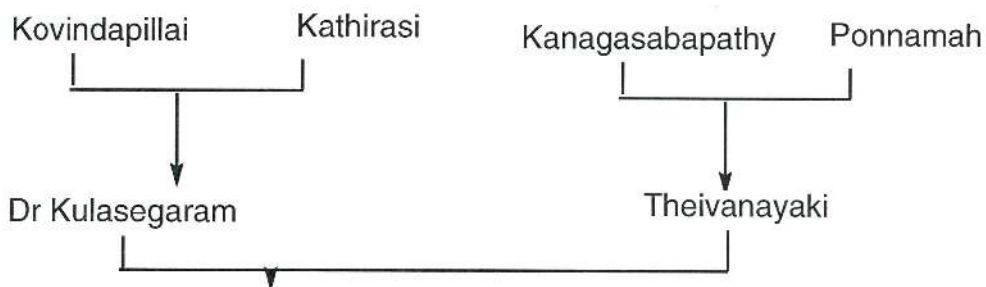 Kovindapillai Kathirasi Kanagasabapathy Ponnamah
Dr Kulasegaram Theivanayaki